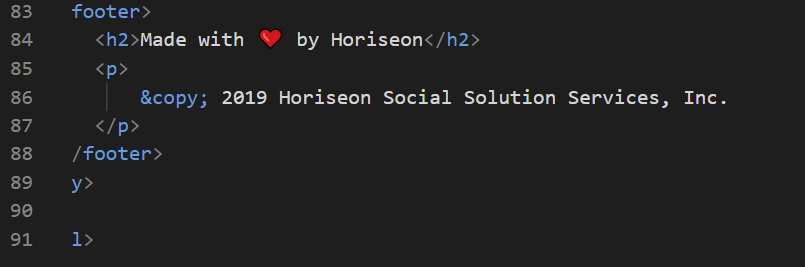 83 footer>
84 <h2>Made with ❤️ by Horiseon</h2>
85 <p>
86 &copy; 2019 Horiseon Social Solution Services, Inc.
87 </p>
88 /footer>
89 y>
90
91 l>